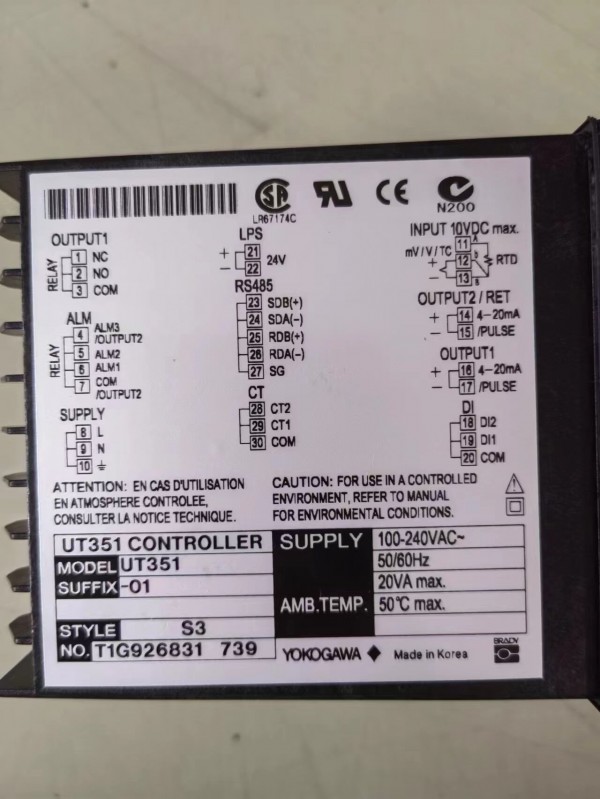 SA
LR67174C
RU
CE
N200
OUTPUT1
RELAY
1 NC
2 NO
3 COM
ALM
RELAY
4 ALM3
/OUTPUT2
5 ALM2
6 ALM1
7 COM
/OUTPUT2
SUPPLY
8 L
9 N
10
LPS
+ 21
- 22
24V
RS485
23 SDB(+)
24 SDA(-)
25 RDB(+)
26 RDA(-)
27 SG
CT
28 CT2
29 CT1
30 COM
INPUT 10VDC max.
mV/V/TC
11 A
+ 12 B
- 13 B
RTD
OUTPUT2 / RET
+ 14 4-20mA
- 15 /PULSE
OUTPUT1
+ 16 4-20mA
- 17 /PULSE
DI
18 DI2
19 DI1
20 COM
ATTENTION: EN CAS D'UTILISATION
EN ATMOSPHERE CONTROLEE,
CONSULTER LA NOTICE TECHNIQUE.
CAUTION: FOR USE IN A CONTROLLED
ENVIRONMENT, REFER TO MANUAL
FOR ENVIRONMENTAL CONDITIONS.
UT351 CONTROLLER
MODEL UT351
SUFFIX -01
STYLE S3
NO. T1G926831 739
SUPPLY 100-240VAC~
50/60Hz
20VA max.
AMB.TEMP. 50°C max.
YOKOGAWA Made in Korea
BRADY